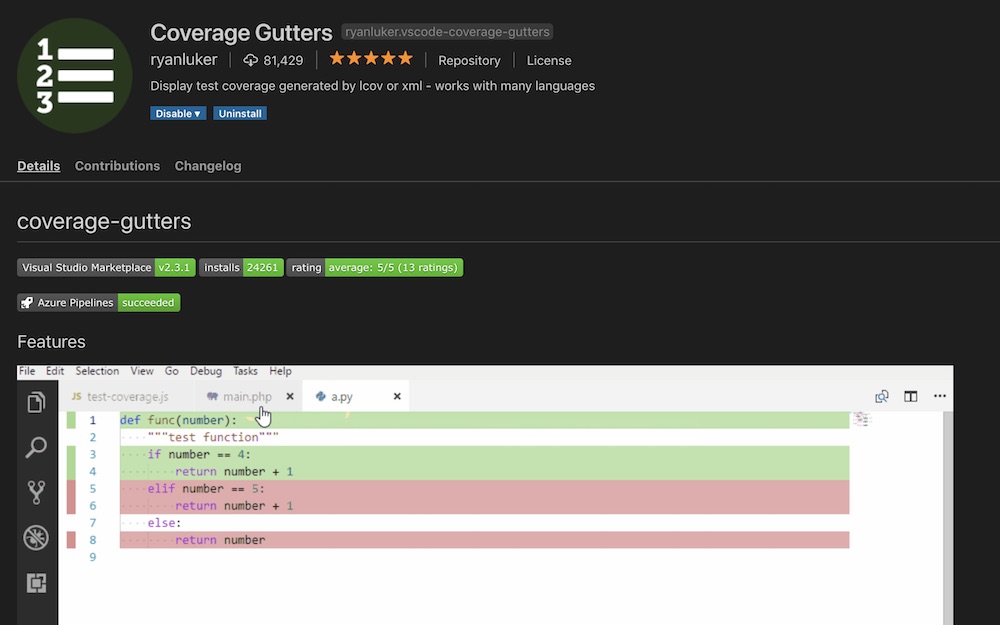 1
2
3
Coverage Gutters ryanluker.vscode-coverage-gutters
ryanluker 81,429 Repository License
Display test coverage generated by lcov or xml - works with many languages
Disable ▾ Uninstall
Details Contributions Changelog
coverage-gutters
Visual Studio Marketplace v2.3.1 installs 24261 rating average: 5/5 (13 ratings)
Azure Pipelines succeeded
Features
File Edit Selection View Go Debug Tasks Help
JS test-coverage.js main.php × a.py ×
1 def func(number):
2 """test function"""
3 if number == 4:
4 return number + 1
5 elif number == 5:
6 return number + 1
7 else:
8 return number
9